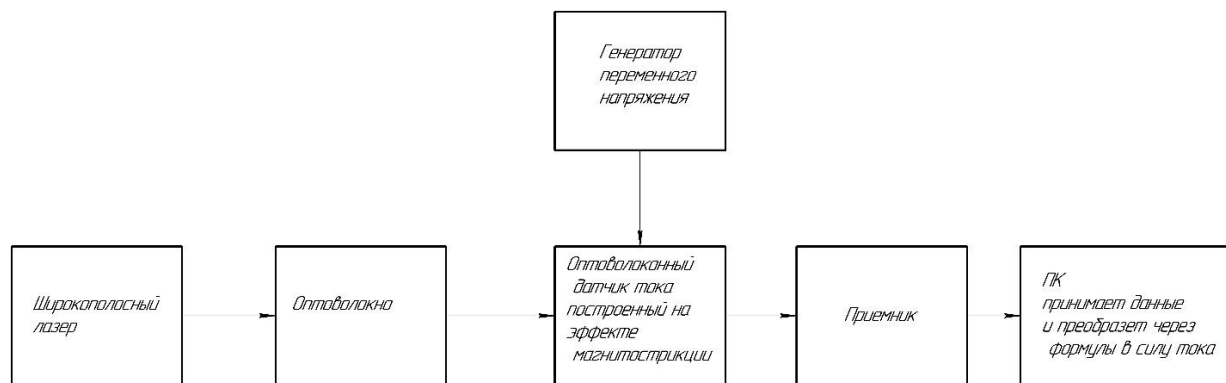 Генератор
переменного
напряжения
Широкополосный
лазер
Оптоволокно
Оптоволоканный
датчик тока
построенный на
эффекте
магнитострикции
Приемник
ПК
принимает данные
и преобразет через
формулы в силу тока